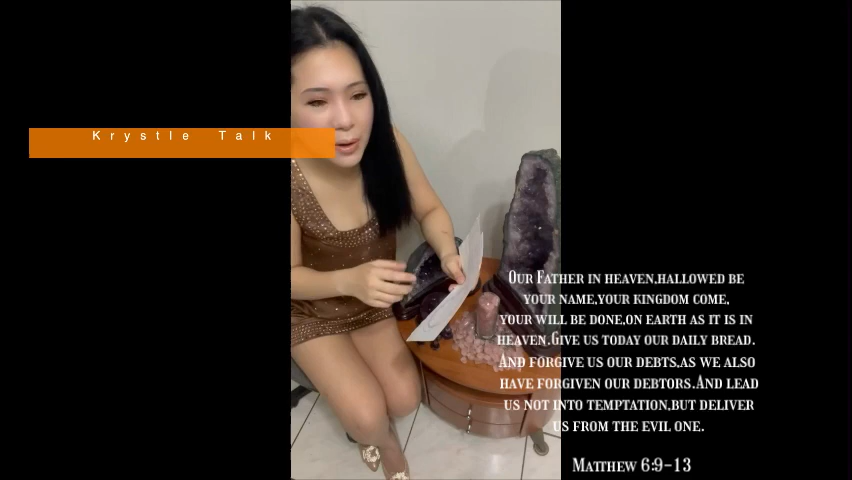 Krystle Talk
Our Father in heaven,hallowed be
your name,your kingdom come,
your will be done,on earth as it is in
heaven.Give us today our daily bread.
And forgive us our debts,as we also
have forgiven our debtors.And lead
us not into temptation,but deliver
us from the evil one.
Matthew 6:9-13